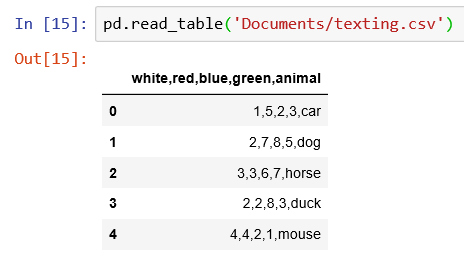 In [15]: pd.read_table('Documents/texting.csv')
Out[15]:
white,red,blue,green,animal
0 1,5,2,3,car
1 2,7,8,5,dog
2 3,3,6,7,horse
3 2,2,8,3,duck
4 4,4,2,1,mouse